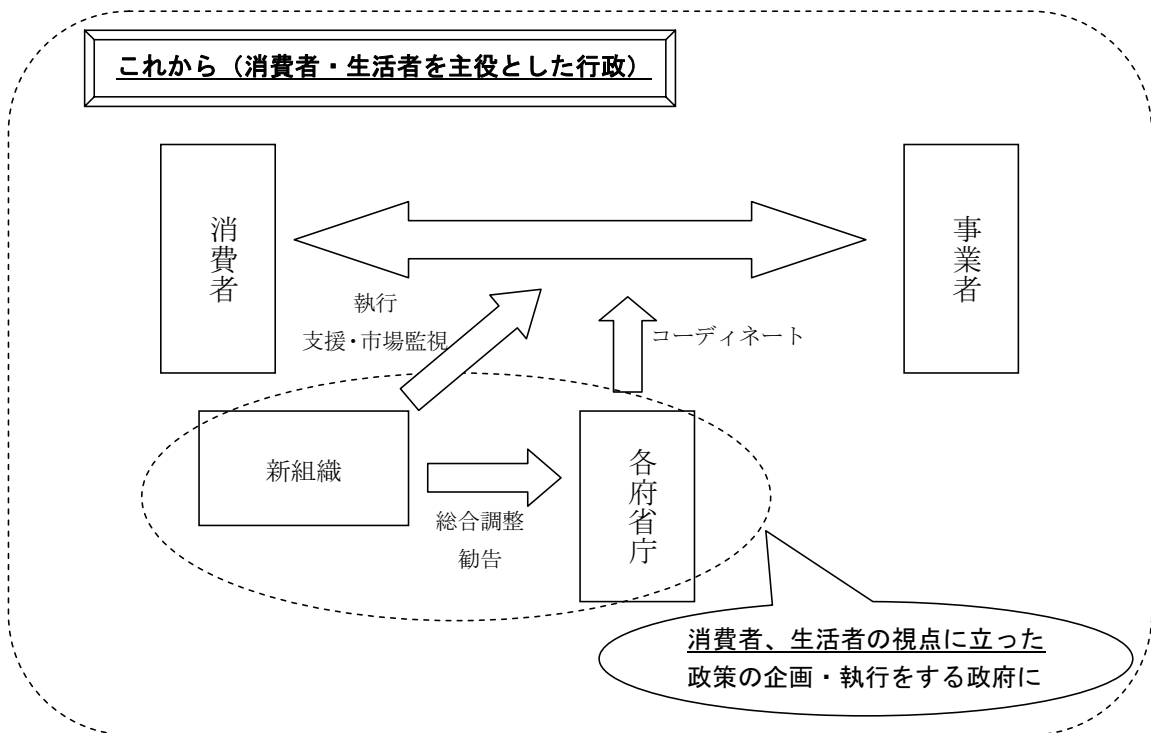 これから（消費者・生活者を主役とした行政）
消費者
事業者
執行
支援・市場監視
コーディネート
新組織
各府省庁
総合調整
勧告
消費者、生活者の視点に立った
政策の企画・執行をする政府に